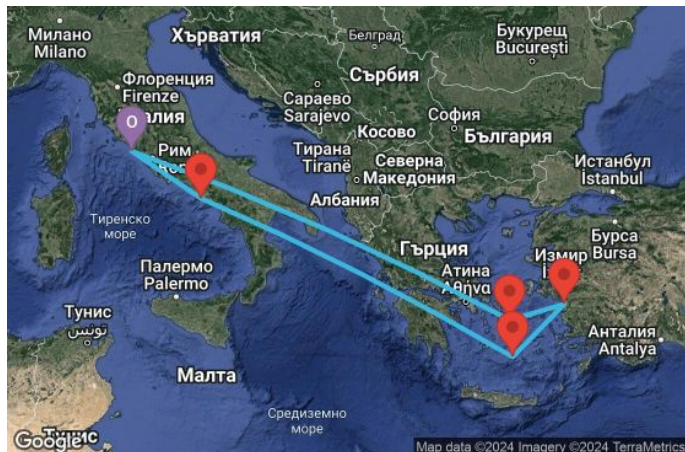 Милано
Milano
Хърватия
Белград
Букурещ
București
Флоренция
Firenze
Сърбия
Сараево
Sarajevo
София
Косово
България
Рим
Тирана
Tiranë
Северна
Македония
Истанбул
İstanbul
Албания
Тиренско
море
Гърция
Измир
Бурса
Bursa
Атина
Αθήνα
Палермо
Palermo
Тунис
تونس
Анталия
Antalya
Малта
Средиземно
море
Google
Тунис
Map data ©2024 Imagery ©2024 TerraMetrics